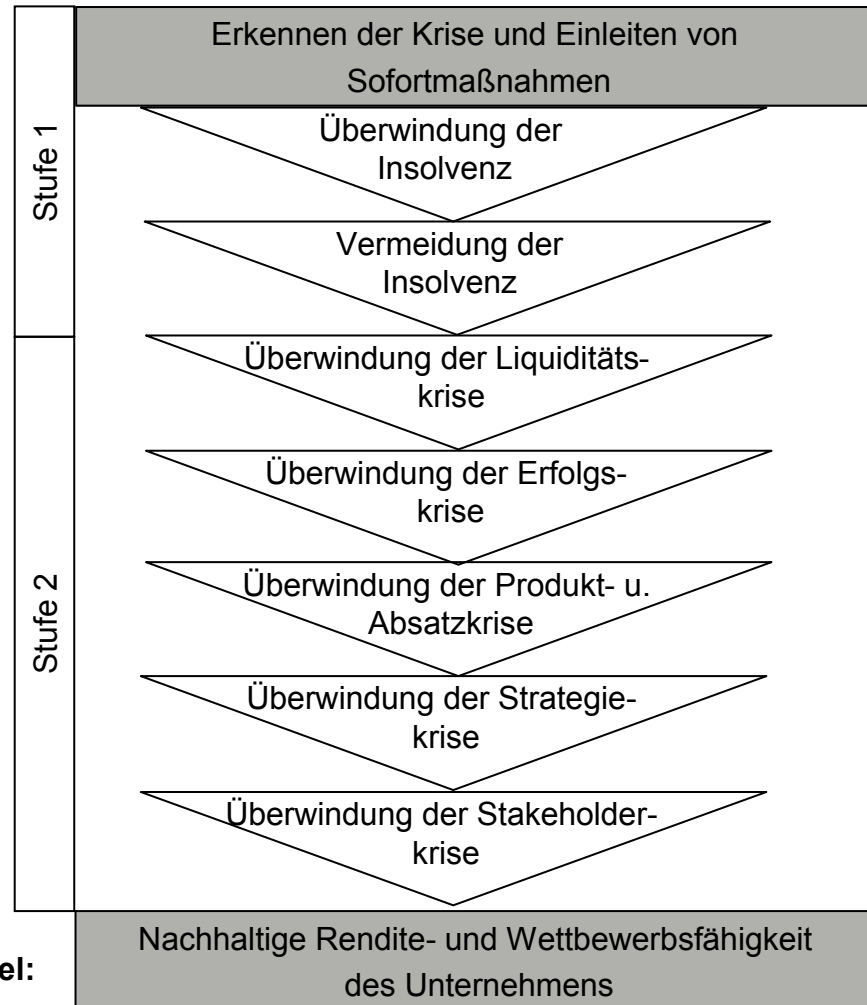 Erkennen der Krise und Einleiten von
Sofortmaßnahmen
Stufe 1
Überwindung der
Insolvenz
Vermeidung der
Insolvenz
Stufe 2
Überwindung der Liquiditäts-
krise
Überwindung der Erfolgs-
krise
Überwindung der Produkt- u.
Absatzkrise
Überwindung der Strategie-
krise
Überwindung der Stakeholder-
krise
el:
Nachhaltige Rendite- und Wettbewerbsfähigkeit
des Unternehmens